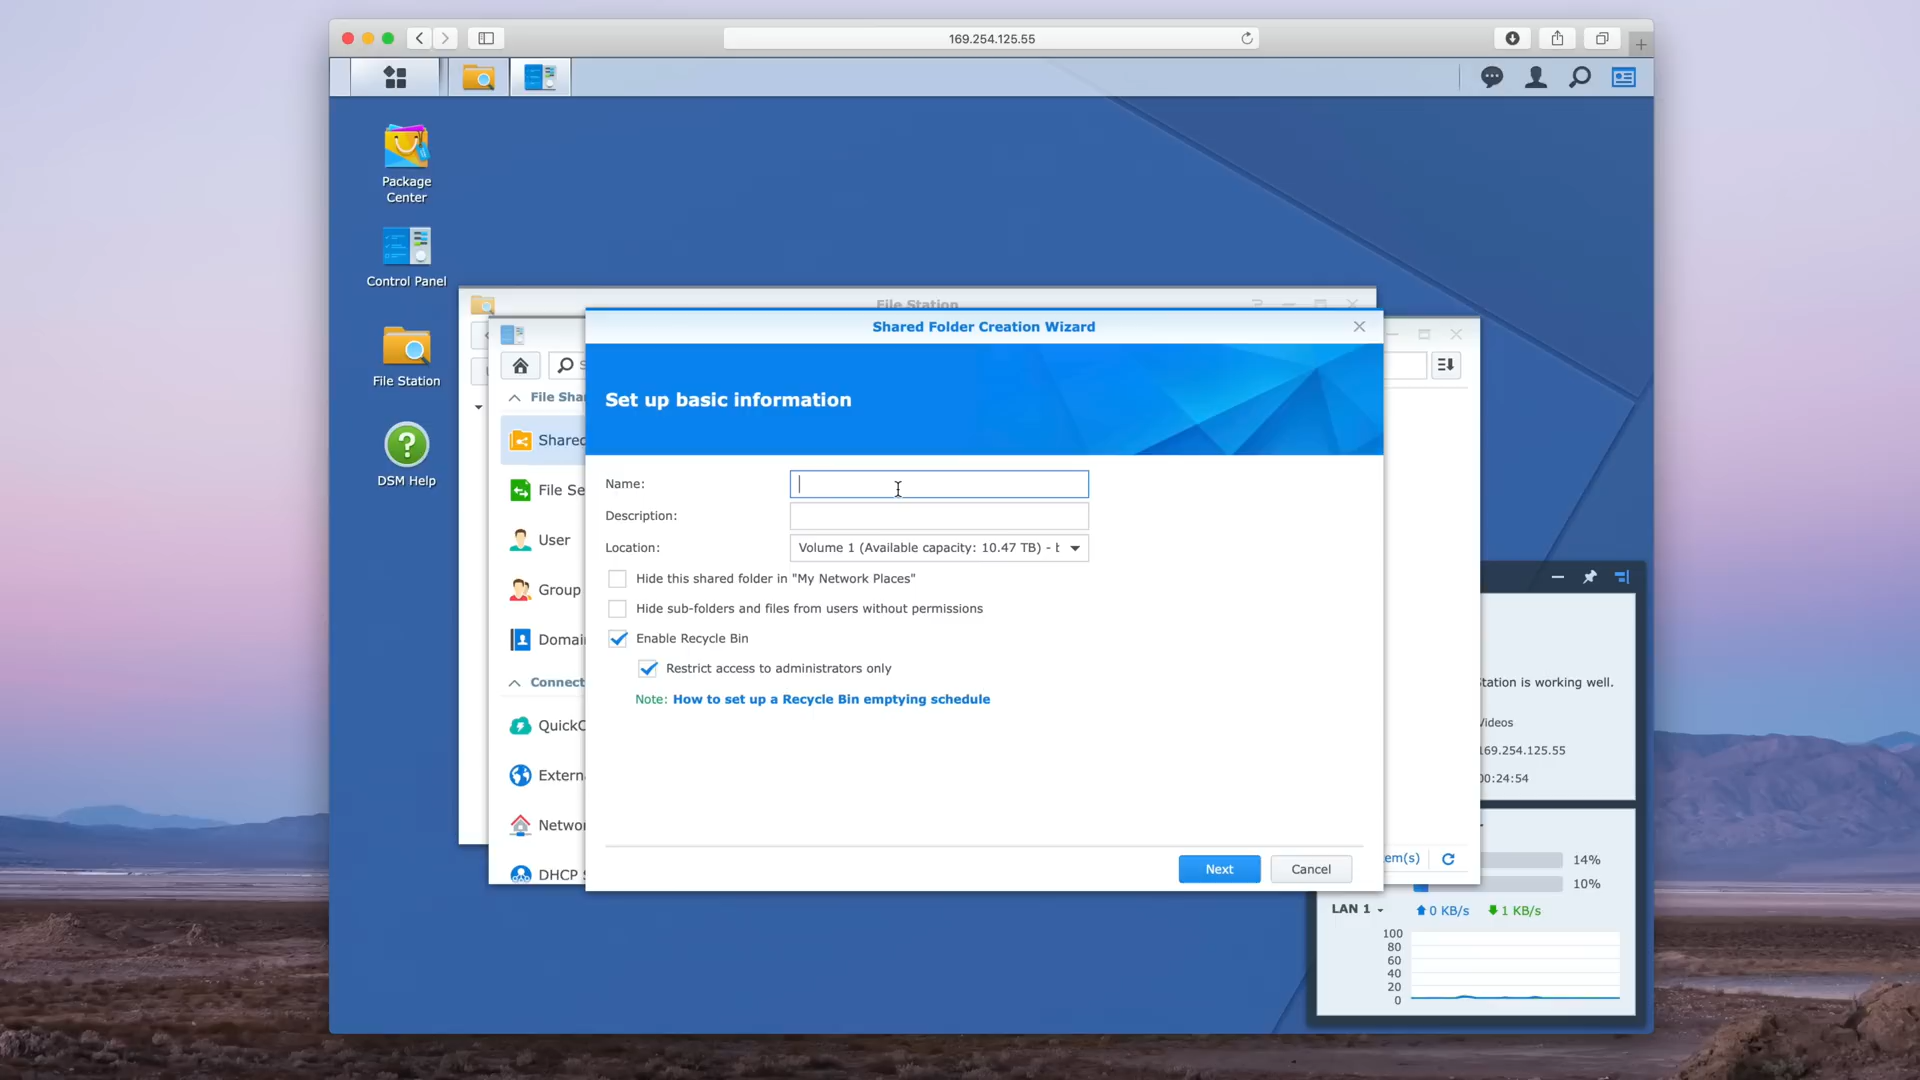 169.254.125.55
Package
Center
Control Panel
File Station
DSM Help
File Station
Shared Folder Creation Wizard
Set up basic information
File Sha
Shared
File Se
User
Group
Domai
Connect
QuickC
Extern
Networ
DHCP
Name:
Description:
Location:
Volume 1 (Available capacity: 10.47 TB) -
Hide this shared folder in "My Network Places"
Hide sub-folders and files from users without permissions
Enable Recycle Bin
Restrict access to administrators only
Note: How to set up a Recycle Bin emptying schedule
Next
Cancel
em(s)
Station is working well.
Videos
169.254.125.55
00:24:54
14%
10%
LAN 1
0 KB/s
1 KB/s
100
80
60
40
20
0